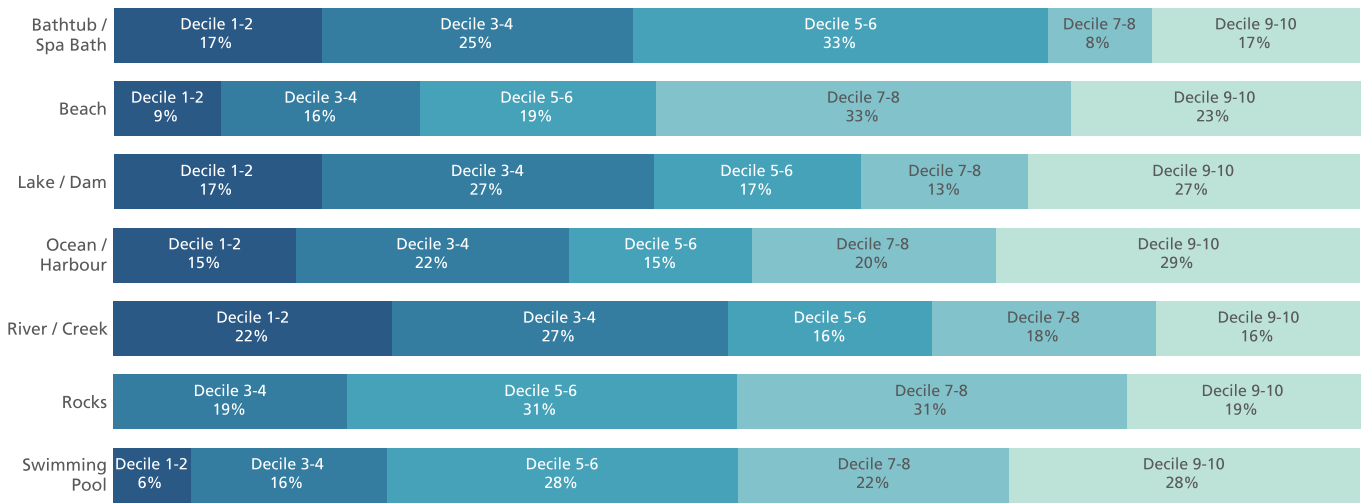 Bathtub /
Spa Bath
Decile 1-2
17%
Decile 3-4
25%
Decile 5-6
33%
Decile 7-8
8%
Decile 9-10
17%
Beach
Decile 1-2
9%
Decile 3-4
16%
Decile 5-6
19%
Decile 7-8
33%
Decile 9-10
23%
Lake / Dam
Decile 1-2
17%
Decile 3-4
27%
Decile 5-6
17%
Decile 7-8
13%
Decile 9-10
27%
Ocean /
Harbour
Decile 1-2
15%
Decile 3-4
22%
Decile 5-6
15%
Decile 7-8
20%
Decile 9-10
29%
River / Creek
Decile 1-2
22%
Decile 3-4
27%
Decile 5-6
16%
Decile 7-8
18%
Decile 9-10
16%
Rocks
Decile 3-4
19%
Decile 5-6
31%
Decile 7-8
31%
Decile 9-10
19%
Swimming
Pool
Decile 1-2
6%
Decile 3-4
16%
Decile 5-6
28%
Decile 7-8
22%
Decile 9-10
28%